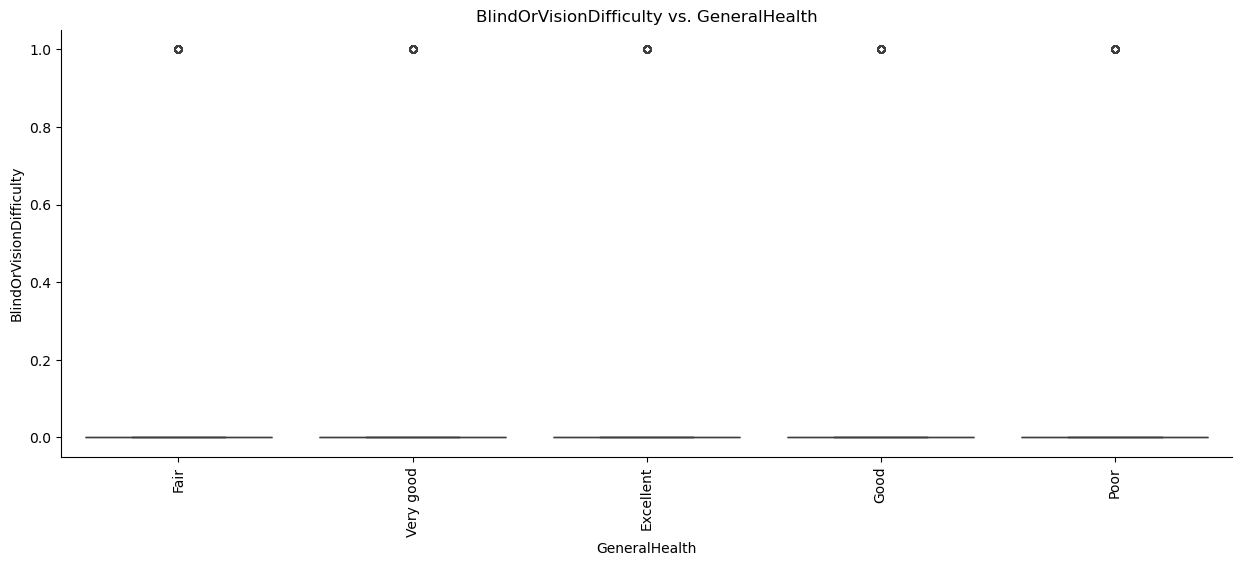 BlindOrVisionDifficulty vs. GeneralHealth
BlindOrVisionDifficulty
1.0
0.8
0.6
0.4
0.2
0.0
Fair
Very good
Excellent
Good
Poor
GeneralHealth